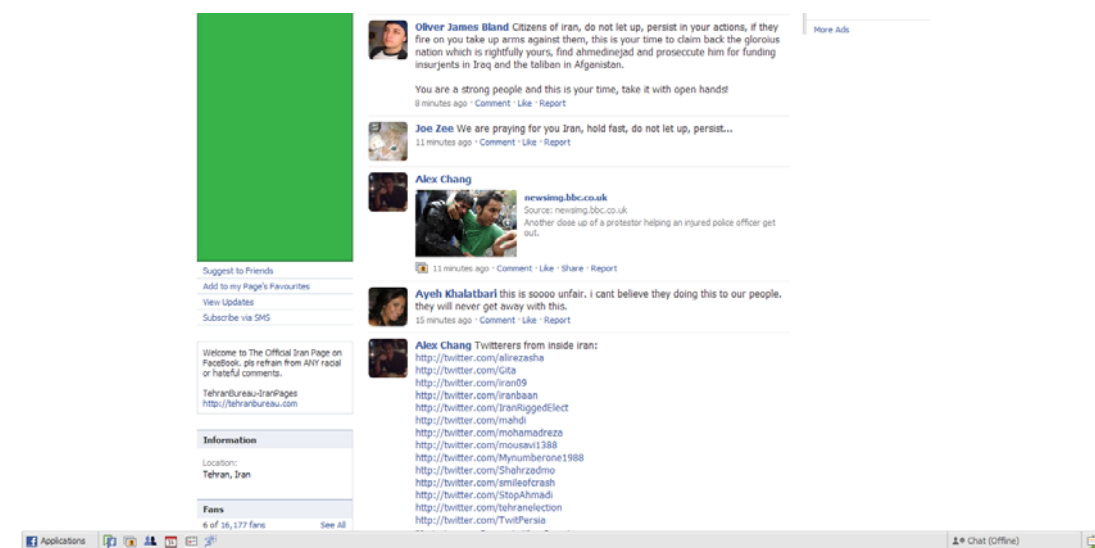 Oliver James Bland Citizens of iran, do not let up, persist in your actions, if they
fire on you take up arms against them, this is your time to claim back the gloroius
nation which is rightfully yours, find ahmedinejad and proseccute him for funding
insurjents in Iraq and the taliban in Afganistan.
You are a strong people and this is your time, take it with open hands!
8 minutes ago · Comment · Like · Report
More Ads
Joe Zee We are praying for you Iran, hold fast, do not let up, persist...
11 minutes ago · Comment · Like · Report
Alex Chang
newsimg.bbc.co.uk
Source: newsimg.bbc.co.uk
Another close up of a protestor helping an injured police officer get
out.
11 minutes ago · Comment · Like · Share · Report
Ayeh Khalatbari this is soooo unfair. i cant believe they doing this to our people.
they will never get away with this.
15 minutes ago · Comment · Like · Report
Alex Chang Twitterers from inside iran:
http://twitter.com/alirezasha
http://twitter.com/Gita
http://twitter.com/iran09
http://twitter.com/iranbaan
http://twitter.com/IranRiggedElect
http://twitter.com/mahdi
http://twitter.com/mohamadreza
http://twitter.com/mousavi1388
http://twitter.com/Mynumberone1988
http://twitter.com/Shahrzadmo
http://twitter.com/smileofcrash
http://twitter.com/StopAhmadi
http://twitter.com/tehranelection
http://twitter.com/TwitPersia
Suggest to Friends
Add to my Page's Favourites
View Updates
Subscribe via SMS
Welcome to The Official Iran Page on
FaceBook. pls refrain from ANY racial
or hateful comments.
TehranBureau-IranPages
http://tehranbureau.com
Information
Location:
Tehran, Iran
Fans
6 of 16,177 fans See All
Applications
Chat (Offline)